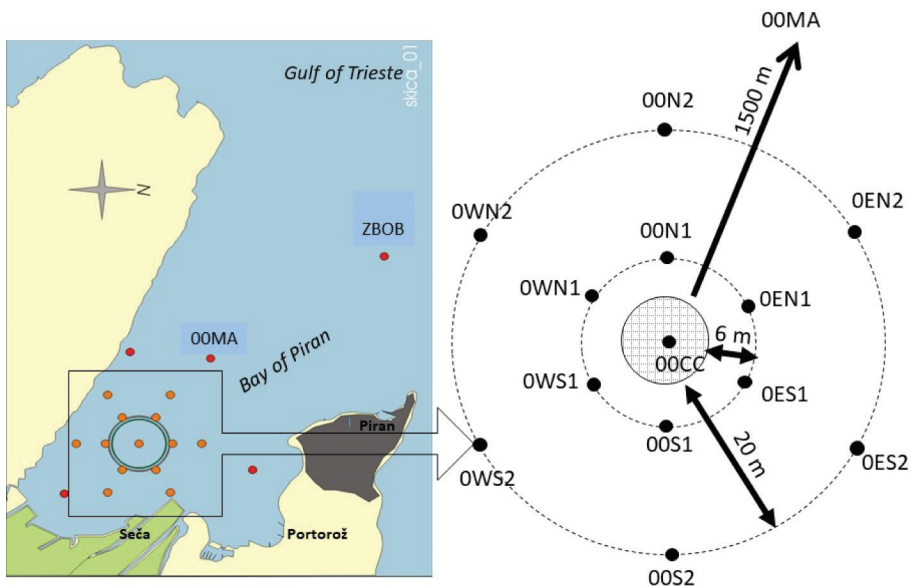 Gulf of Trieste
skica_01
N
ZBOB
00MA
Bay of Piran
Piran
Seča
Portorož
00MA
1500 m
00N2
0WN2
0EN2
00N1
0WN1
0EN1
6 m
00CC
0WS1
0ES1
00S1
20 m
0WS2
0ES2
00S2